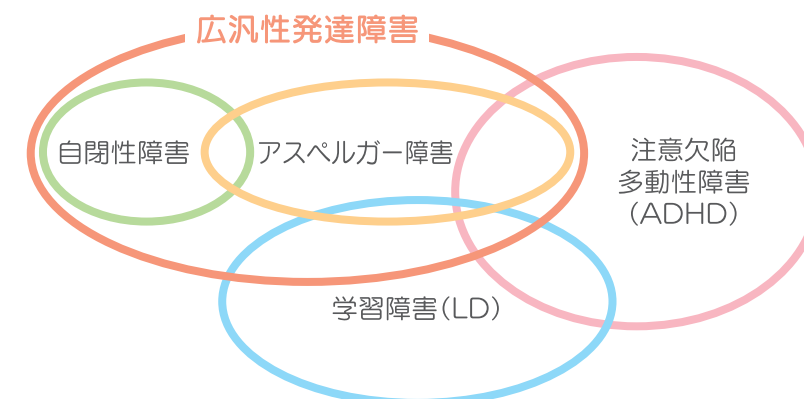 広汎性発達障害
自閉性障害
アスペルガー障害
注意欠陥
多動性障害
(ADHD)
学習障害(LD)